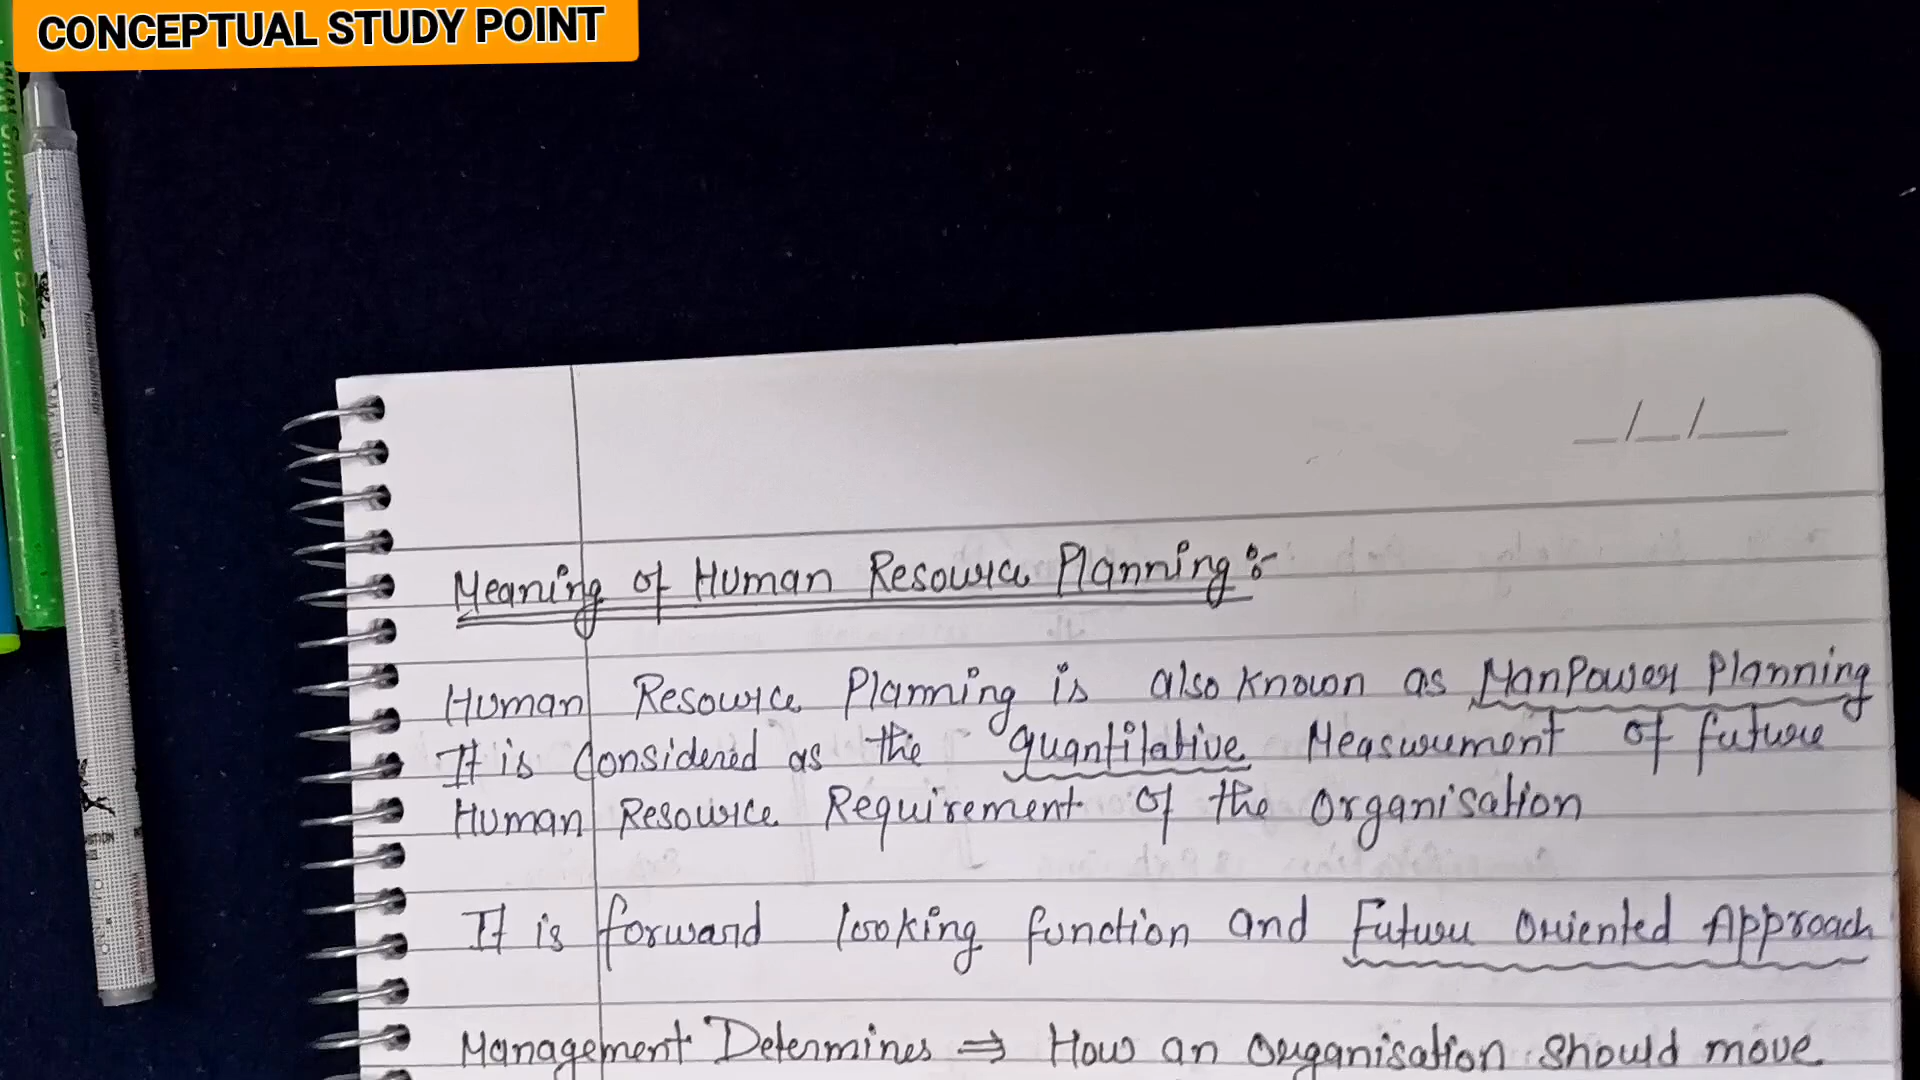 CONCEPTUAL STUDY POINT
Meaning of Human Resource Planning :-
Human Resource Planning is also known as ManPower Planning
It is Considered as the quantilative Measurement of future
Human Resource Requirement of the Organisation
It is forward looking function and Future Oriented Approach
Management Determines ⇒ How an Organisation should move